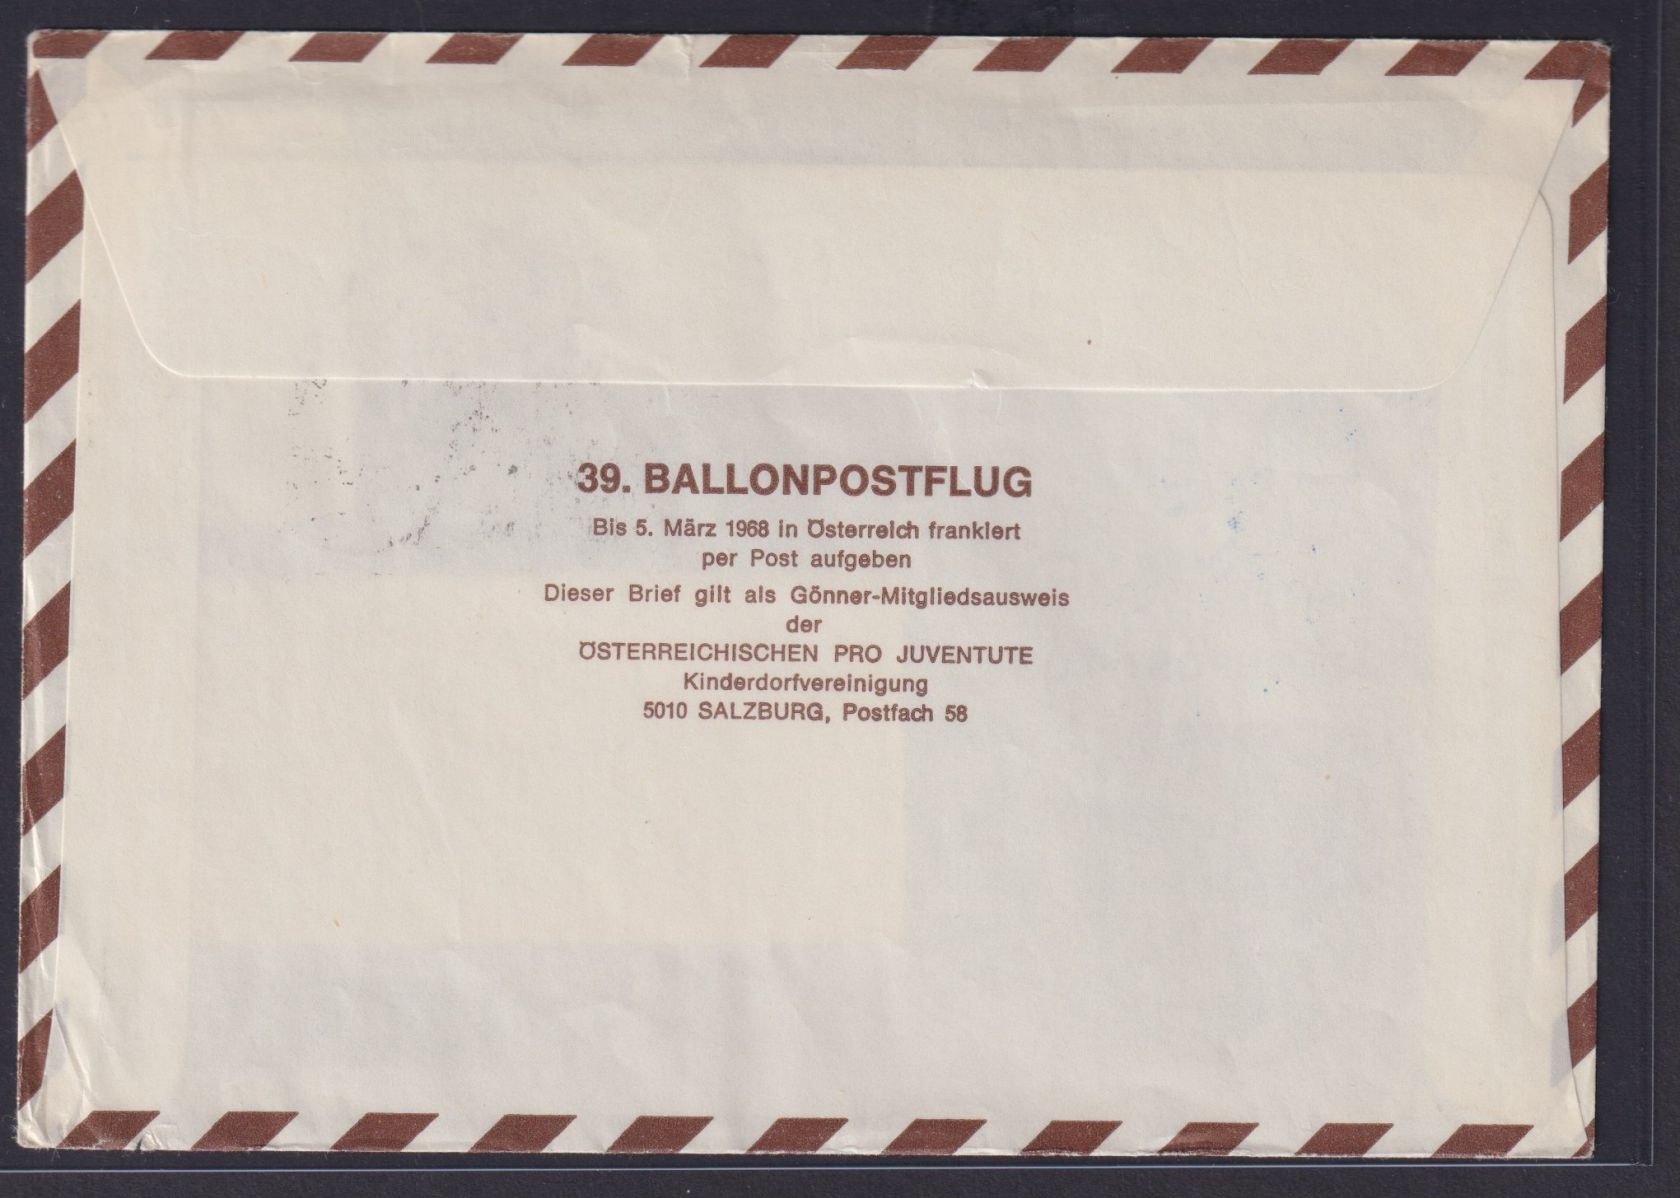 39. BALLONPOSTFLUG
Bis 5. März 1968 in Österreich frankiert
per Post aufgeben
Dieser Brief gilt als Gönner-Mitgliedsausweis
der
ÖSTERREICHISCHEN PRO JUVENTUTE
Kinderdorfvereinigung
5010 SALZBURG, Postfach 58